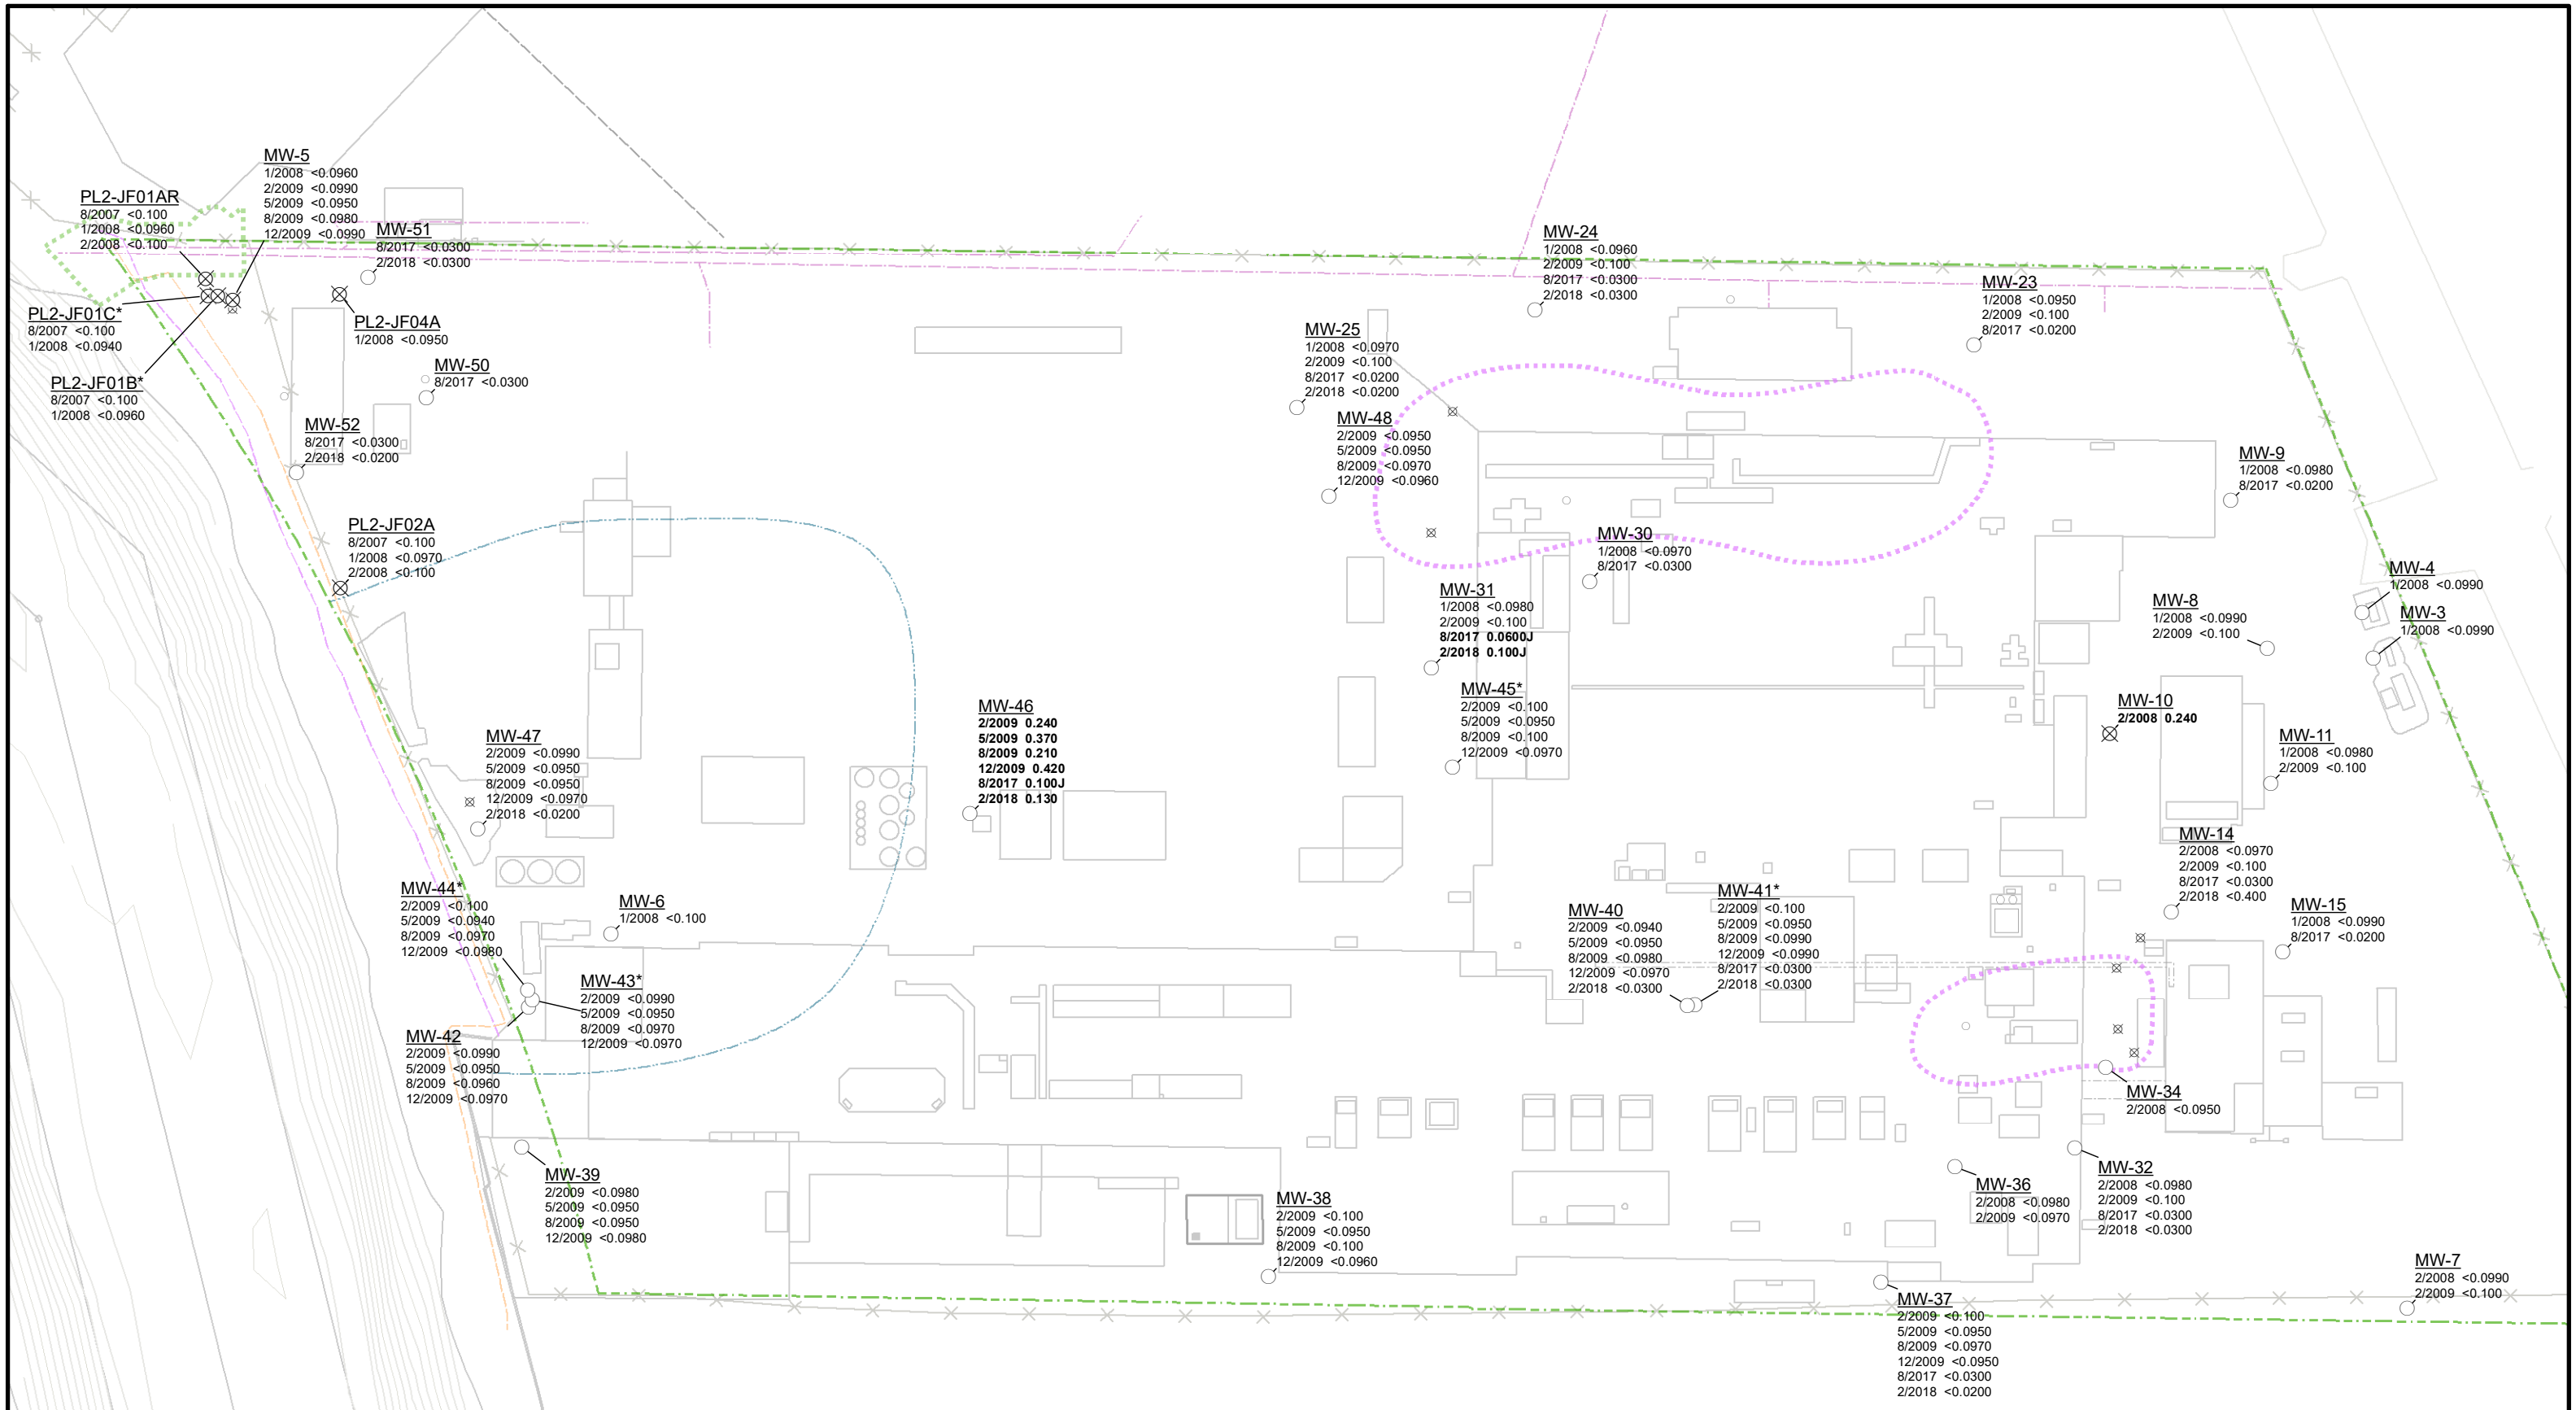 MW-5
1/2008 <0.0960
2/2009 <0.0990
5/2009 <0.0950
8/2009 <0.0980
12/2009 <0.0990
PL2-JF01AR
8/2007 <0.100
1/2008 <0.0960
2/2008 <0.100
MW-51
8/2017 <0.0300
2/2018 <0.0300
PL2-JF01C*
8/2007 <0.100
1/2008 <0.0940
PL2-JF04A
1/2008 <0.0950
PL2-JF01B*
8/2007 <0.100
1/2008 <0.0960
MW-50
8/2017 <0.0300
MW-52
8/2017 <0.0300
2/2018 <0.0200
PL2-JF02A
8/2007 <0.100
1/2008 <0.0970
2/2008 <0.100
MW-24
1/2008 <0.0960
2/2009 <0.100
8/2017 <0.0300
2/2018 <0.0300
MW-23
1/2008 <0.0950
2/2009 <0.100
8/2017 <0.0200
MW-25
1/2008 <0.0970
2/2009 <0.100
8/2017 <0.0200
2/2018 <0.0200
MW-48
2/2009 <0.0950
5/2009 <0.0950
8/2009 <0.0970
12/2009 <0.0960
MW-9
1/2008 <0.0980
8/2017 <0.0200
MW-30
1/2008 <0.0970
8/2017 <0.0300
MW-31
1/2008 <0.0980
2/2009 <0.100
8/2017 0.0600J
2/2018 0.100J
MW-4
1/2008 <0.0990
MW-8
1/2008 <0.0990
2/2009 <0.100
MW-3
1/2008 <0.0990
MW-45*
2/2009 <0.100
5/2009 <0.0950
8/2009 <0.100
12/2009 <0.0970
MW-46
2/2009 0.240
5/2009 0.370
8/2009 0.210
12/2009 0.420
8/2017 0.100J
2/2018 0.130
MW-10
2/2008 0.240
MW-47
2/2009 <0.0990
5/2009 <0.0950
8/2009 <0.0950
12/2009 <0.0970
2/2018 <0.0200
MW-11
1/2008 <0.0980
2/2009 <0.100
MW-14
2/2008 <0.0970
2/2009 <0.100
8/2017 <0.0300
2/2018 <0.400
MW-44*
2/2009 <0.100
5/2009 <0.0940
8/2009 <0.0970
12/2009 <0.0980
MW-6
1/2008 <0.100
MW-40
2/2009 <0.0940
5/2009 <0.0950
8/2009 <0.0980
12/2009 <0.0970
2/2018 <0.0300
MW-41*
2/2009 <0.100
5/2009 <0.0950
8/2009 <0.0990
12/2009 <0.0990
8/2017 <0.0300
2/2018 <0.0300
MW-15
1/2008 <0.0990
8/2017 <0.0200
MW-43*
2/2009 <0.0990
5/2009 <0.0950
8/2009 <0.0970
12/2009 <0.0970
MW-42
2/2009 <0.0990
5/2009 <0.0950
8/2009 <0.0960
12/2009 <0.0970
MW-34
2/2008 <0.0950
MW-39
2/2009 <0.0980
5/2009 <0.0950
8/2009 <0.0950
12/2009 <0.0980
MW-38
2/2009 <0.100
5/2009 <0.0950
8/2009 <0.100
12/2009 <0.0960
MW-36
2/2008 <0.0980
2/2009 <0.0970
MW-32
2/2008 <0.0980
2/2009 <0.100
8/2017 <0.0300
2/2018 <0.0300
MW-7
2/2008 <0.0990
2/2009 <0.100
MW-37
2/2009 <0.100
5/2009 <0.0950
8/2009 <0.0970
12/2009 <0.0950
8/2017 <0.0300
2/2018 <0.0200